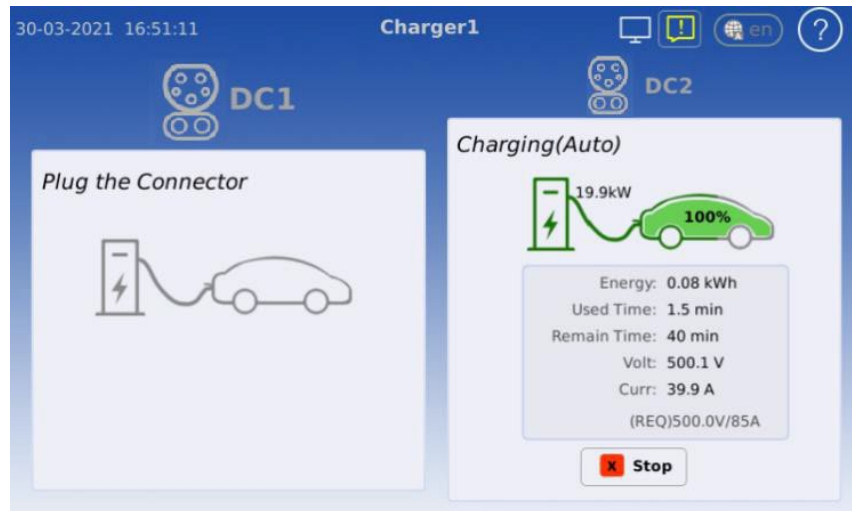 30-03-2021 16:51:11
Charger1
!
en
?
DC1
Plug the Connector
DC2
Charging(Auto)
19.9kW
100%
Energy: 0.08 kWh
Used Time: 1.5 min
Remain Time: 40 min
Volt: 500.1 V
Curr: 39.9 A
(REQ)500.0V/85A
X Stop